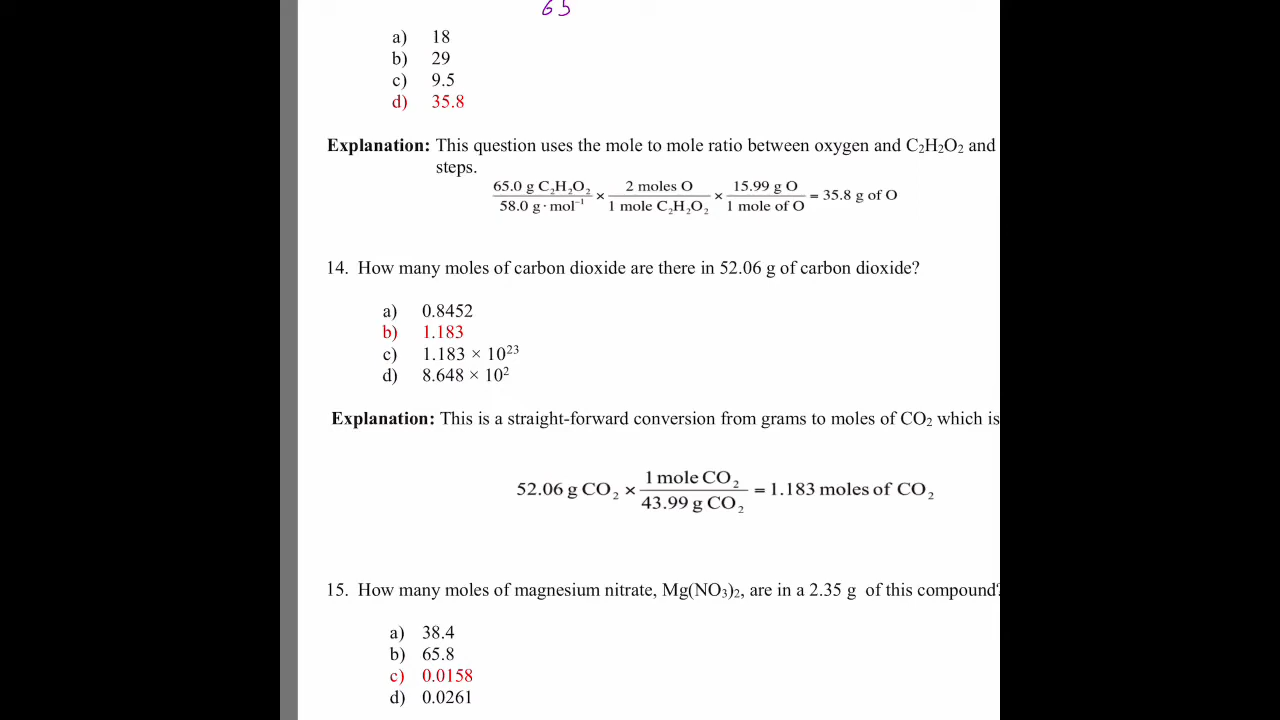 65
a) 18
b) 29
c) 9.5
d) 35.8
Explanation: This question uses the mole to mole ratio between oxygen and C₂H₂O₂ and
steps.
65.0 g C₂H₂O₂ / 58.0 g · mol⁻¹ × 2 moles O / 1 mole C₂H₂O₂ × 15.99 g O / 1 mole of O = 35.8 g of O
14. How many moles of carbon dioxide are there in 52.06 g of carbon dioxide?
a) 0.8452
b) 1.183
c) 1.183 × 10²³
d) 8.648 × 10²
Explanation: This is a straight-forward conversion from grams to moles of CO₂ which is
52.06 g CO₂ × 1 mole CO₂ / 43.99 g CO₂ = 1.183 moles of CO₂
15. How many moles of magnesium nitrate, Mg(NO₃)₂, are in a 2.35 g of this compound?
a) 38.4
b) 65.8
c) 0.0158
d) 0.0261